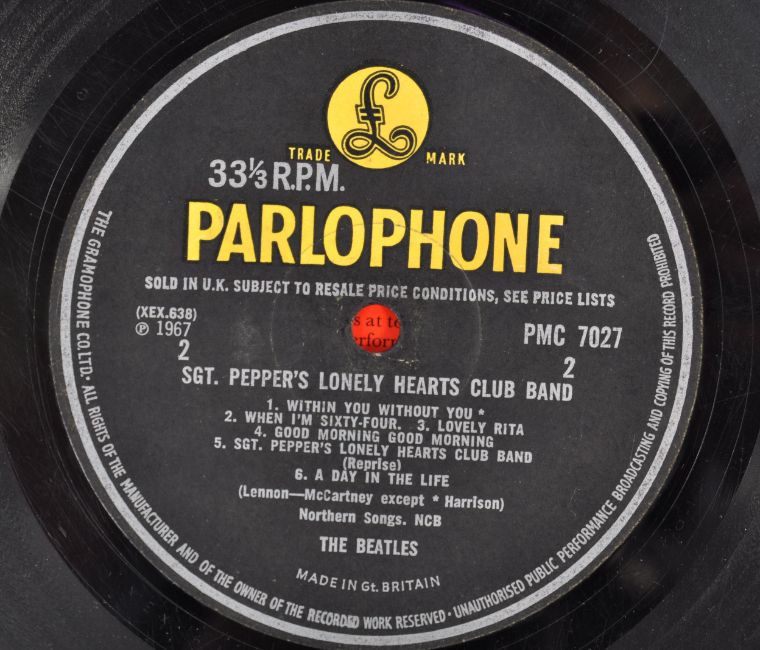 £
TRADE MARK
33⅓ R.P.M.
PARLOPHONE
SOLD IN U.K. SUBJECT TO RESALE PRICE CONDITIONS, SEE PRICE LISTS
(XEX.638)
℗ 1967
2
PMC 7027
2
s at
SGT. PEPPER'S LONELY HEARTS CLUB BAND
1. WITHIN YOU WITHOUT YOU *
2. WHEN I'M SIXTY-FOUR. 3. LOVELY RITA
4. GOOD MORNING GOOD MORNING
5. SGT. PEPPER'S LONELY HEARTS CLUB BAND
(Reprise)
6. A DAY IN THE LIFE
(Lennon—McCartney except * Harrison)
Northern Songs. NCB
THE BEATLES
MADE IN Gt. BRITAIN
THE GRAMOPHONE CO. LTD. · ALL RIGHTS OF THE MANUFACTURER AND OF THE OWNER OF THE RECORDED WORK RESERVED · UNAUTHORISED PUBLIC PERFORMANCE BROADCASTING AND COPYING OF THIS RECORD PROHIBITED